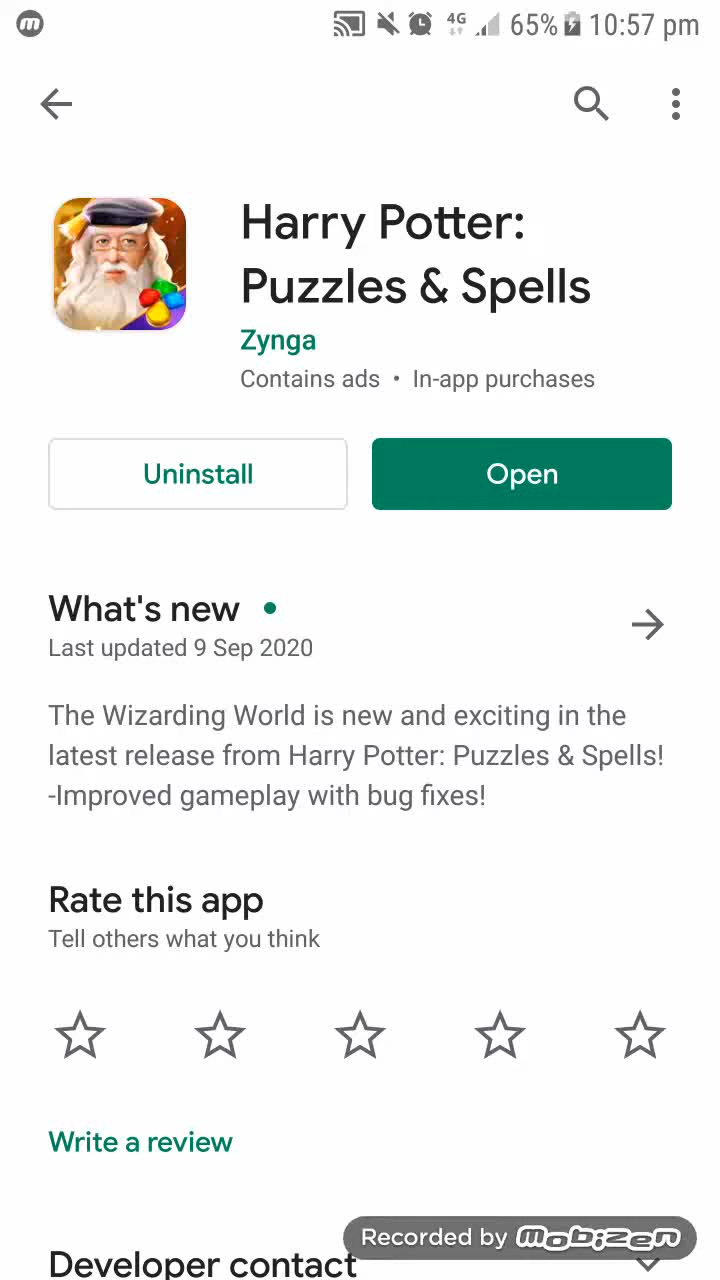 m
4G 65% 10:57 pm
Harry Potter:
Puzzles & Spells
Zynga
Contains ads • In-app purchases
Uninstall
Open
What's new
Last updated 9 Sep 2020
The Wizarding World is new and exciting in the
latest release from Harry Potter: Puzzles & Spells!
-Improved gameplay with bug fixes!
Rate this app
Tell others what you think
Write a review
Recorded by mobizen
Developer contact